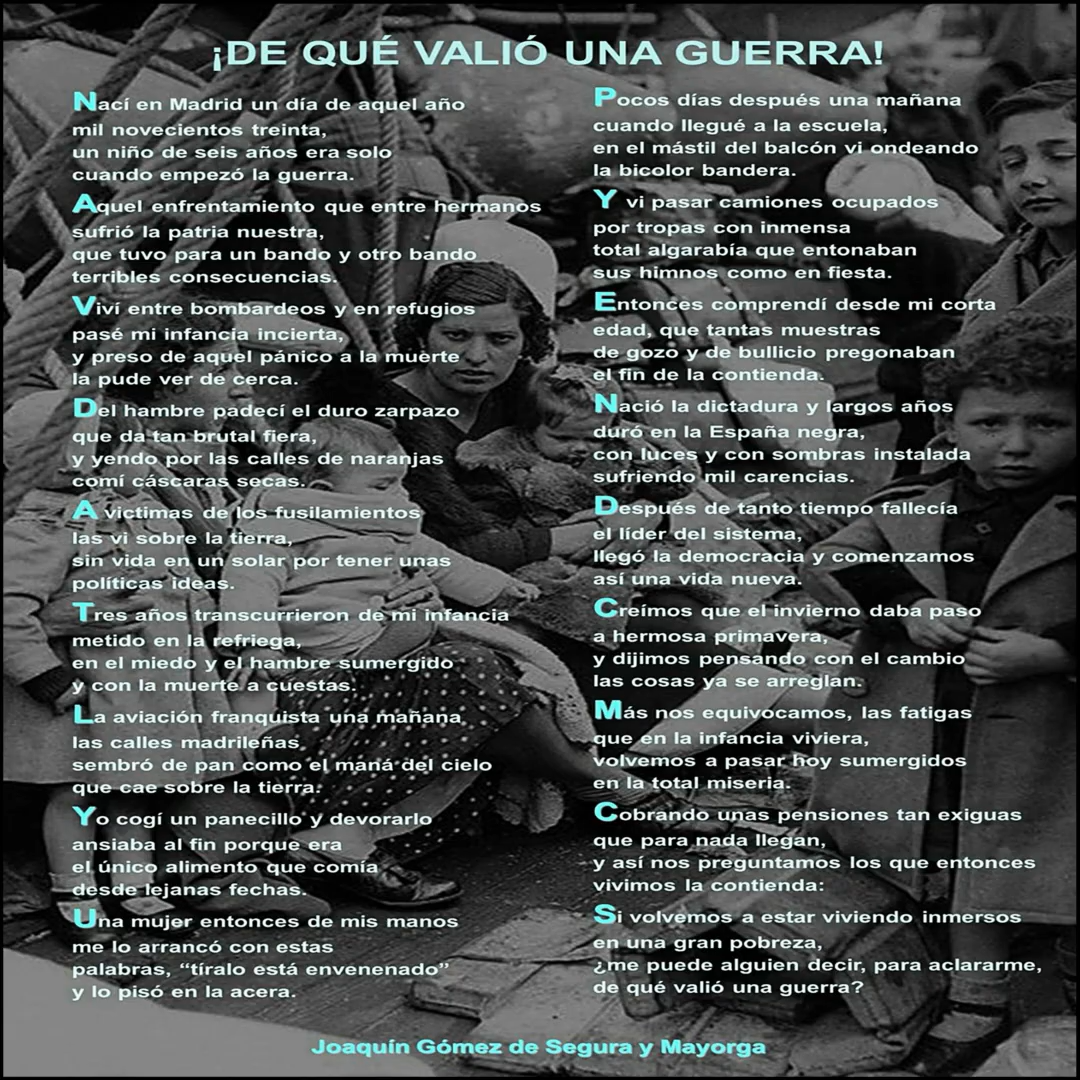 ¡DE QUÉ VALIÓ UNA GUERRA!
Nací en Madrid un día de aquel año
mil novecientos treinta,
un niño de seis años era solo
cuando empezó la guerra.
Aquel enfrentamiento que entre hermanos
sufrió la patria nuestra,
que tuvo para un bando y otro bando
terribles consecuencias.
Viví entre bombardeos y en refugios
pasé mi infancia incierta,
y preso de aquel pánico a la muerte
la pude ver de cerca.
Del hambre padecí el duro zarpazo
que da tan brutal fiera,
y yendo por las calles de naranjas
comí cáscaras secas.
A victimas de los fusilamientos
las vi sobre la tierra,
sin vida en un solar por tener unas
políticas ideas.
Tres años transcurrieron de mi infancia
metido en la refriega,
en el miedo y el hambre sumergido
y con la muerte a cuestas.
La aviación franquista una mañana
las calles madrileñas
sembró de pan como el maná del cielo
que cae sobre la tierra.
Yo cogí un panecillo y devorarlo
ansiaba al fin porque era
el único alimento que comía
desde lejanas fechas.
Una mujer entonces de mis manos
me lo arrancó con estas
palabras, “tíralo está envenenado”
y lo pisó en la acera.
Pocos días después una mañana
cuando llegué a la escuela,
en el mástil del balcón vi ondeando
la bicolor bandera.
Y vi pasar camiones ocupados
por tropas con inmensa
total algarabía que entonaban
sus himnos como en fiesta.
Entonces comprendí desde mi corta
edad, que tantas muestras
de gozo y de bullicio pregonaban
el fin de la contienda.
Nació la dictadura y largos años
duró en la España negra,
con luces y con sombras instalada
sufriendo mil carencias.
Después de tanto tiempo fallecía
el líder del sistema,
llegó la democracia y comenzamos
así una vida nueva.
Creímos que el invierno daba paso
a hermosa primavera,
y dijimos pensando con el cambio
las cosas ya se arreglan.
Más nos equivocamos, las fatigas
que en la infancia viviera,
volvemos a pasar hoy sumergidos
en la total miseria.
Cobrando unas pensiones tan exiguas
que para nada llegan,
y así nos preguntamos los que entonces
vivimos la contienda:
Si volvemos a estar viviendo inmersos
en una gran pobreza,
¿me puede alguien decir, para aclararme,
de qué valió una guerra?
Joaquín Gómez de Segura y Mayorga